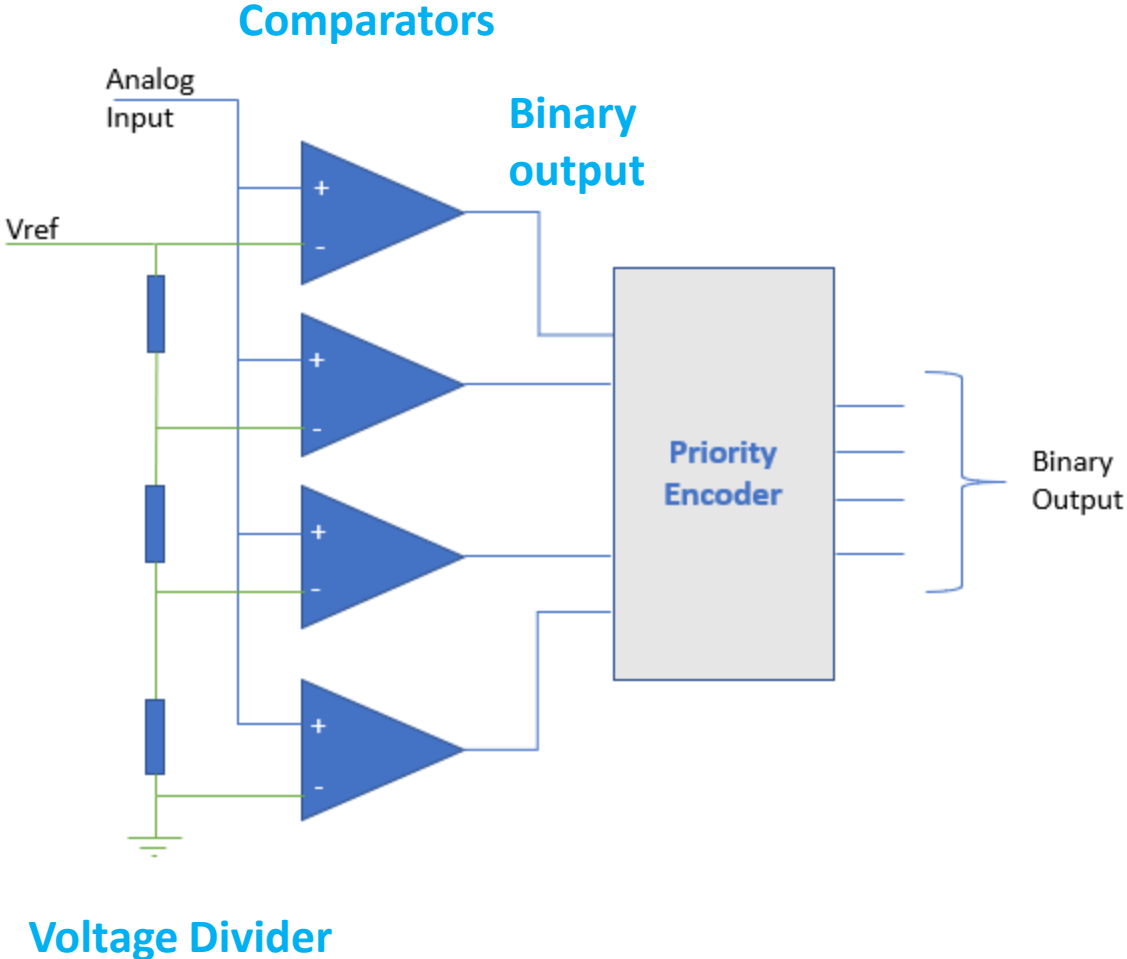 Comparators
Analog
Input
Binary
output
Vref
+
-
+
-
+
-
+
-
Priority
Encoder
Binary
Output
Voltage Divider